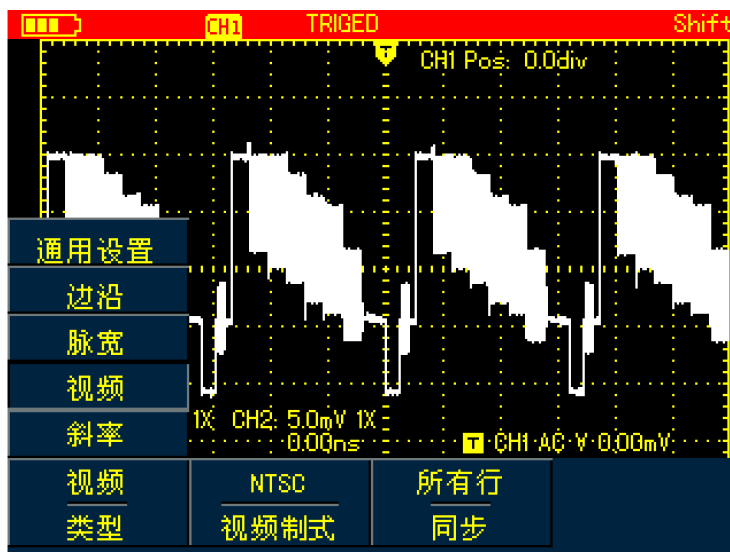 CH1 TRIGED Shift
T CH1 Pos: 0.0div
通用设置
边沿
脉宽
视频
斜率
1X CH2: 5.0mV 1X
0.00ns T CH1 AC 0.00mV
视频 NTSC 所有行
类型 视频制式 同步